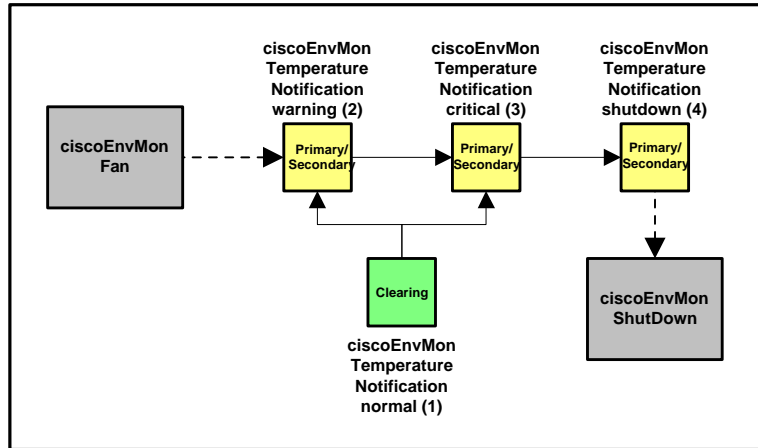 ciscoEnvMon
Temperature
Notification
warning (2)
ciscoEnvMon
Temperature
Notification
critical (3)
ciscoEnvMon
Temperature
Notification
shutdown (4)
ciscoEnvMon
Fan
Primary/
Secondary
Primary/
Secondary
Primary/
Secondary
Clearing
ciscoEnvMon
Temperature
Notification
normal (1)
ciscoEnvMon
ShutDown